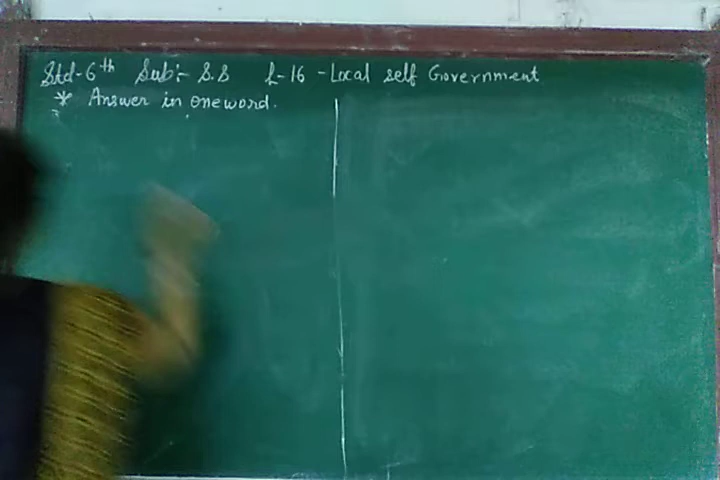 Std-6th Sub:- S.S L-16 - Local self Government
* Answer in oneword.